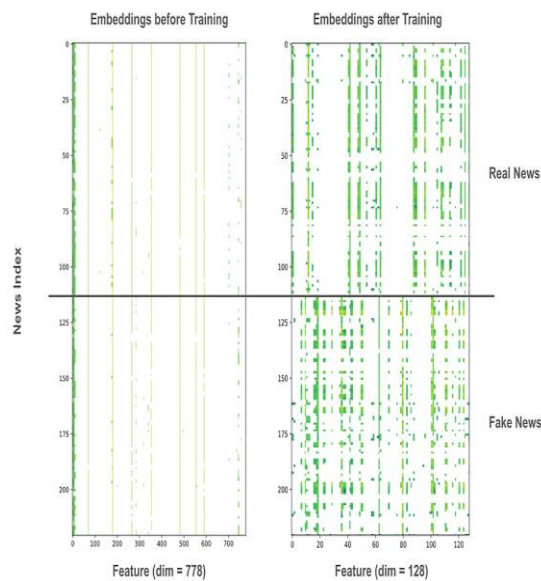 Embeddings before Training
Embeddings after Training
0
25
50
75
100
125
150
175
200
0
25
50
75
100
125
150
175
200
Real News
Fake News
News Index
0 100 200 300 400 500 600 700
0 20 40 60 80 100 120
Feature (dim = 778)
Feature (dim = 128)